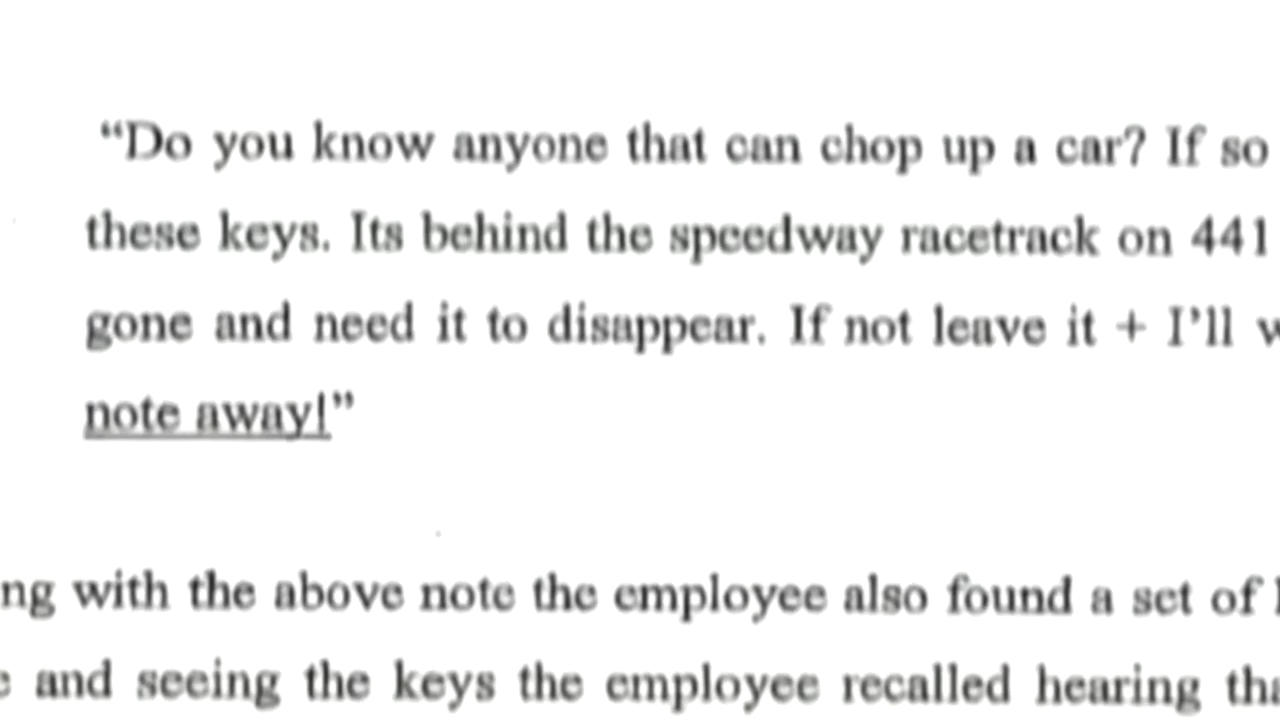 “Do you know anyone that can chop up a car? If so
these keys. Its behind the speedway racetrack on 441
gone and need it to disappear. If not leave it + I’ll
note away!”
ng with the above note the employee also found a set of
and seeing the keys the employee recalled hearing